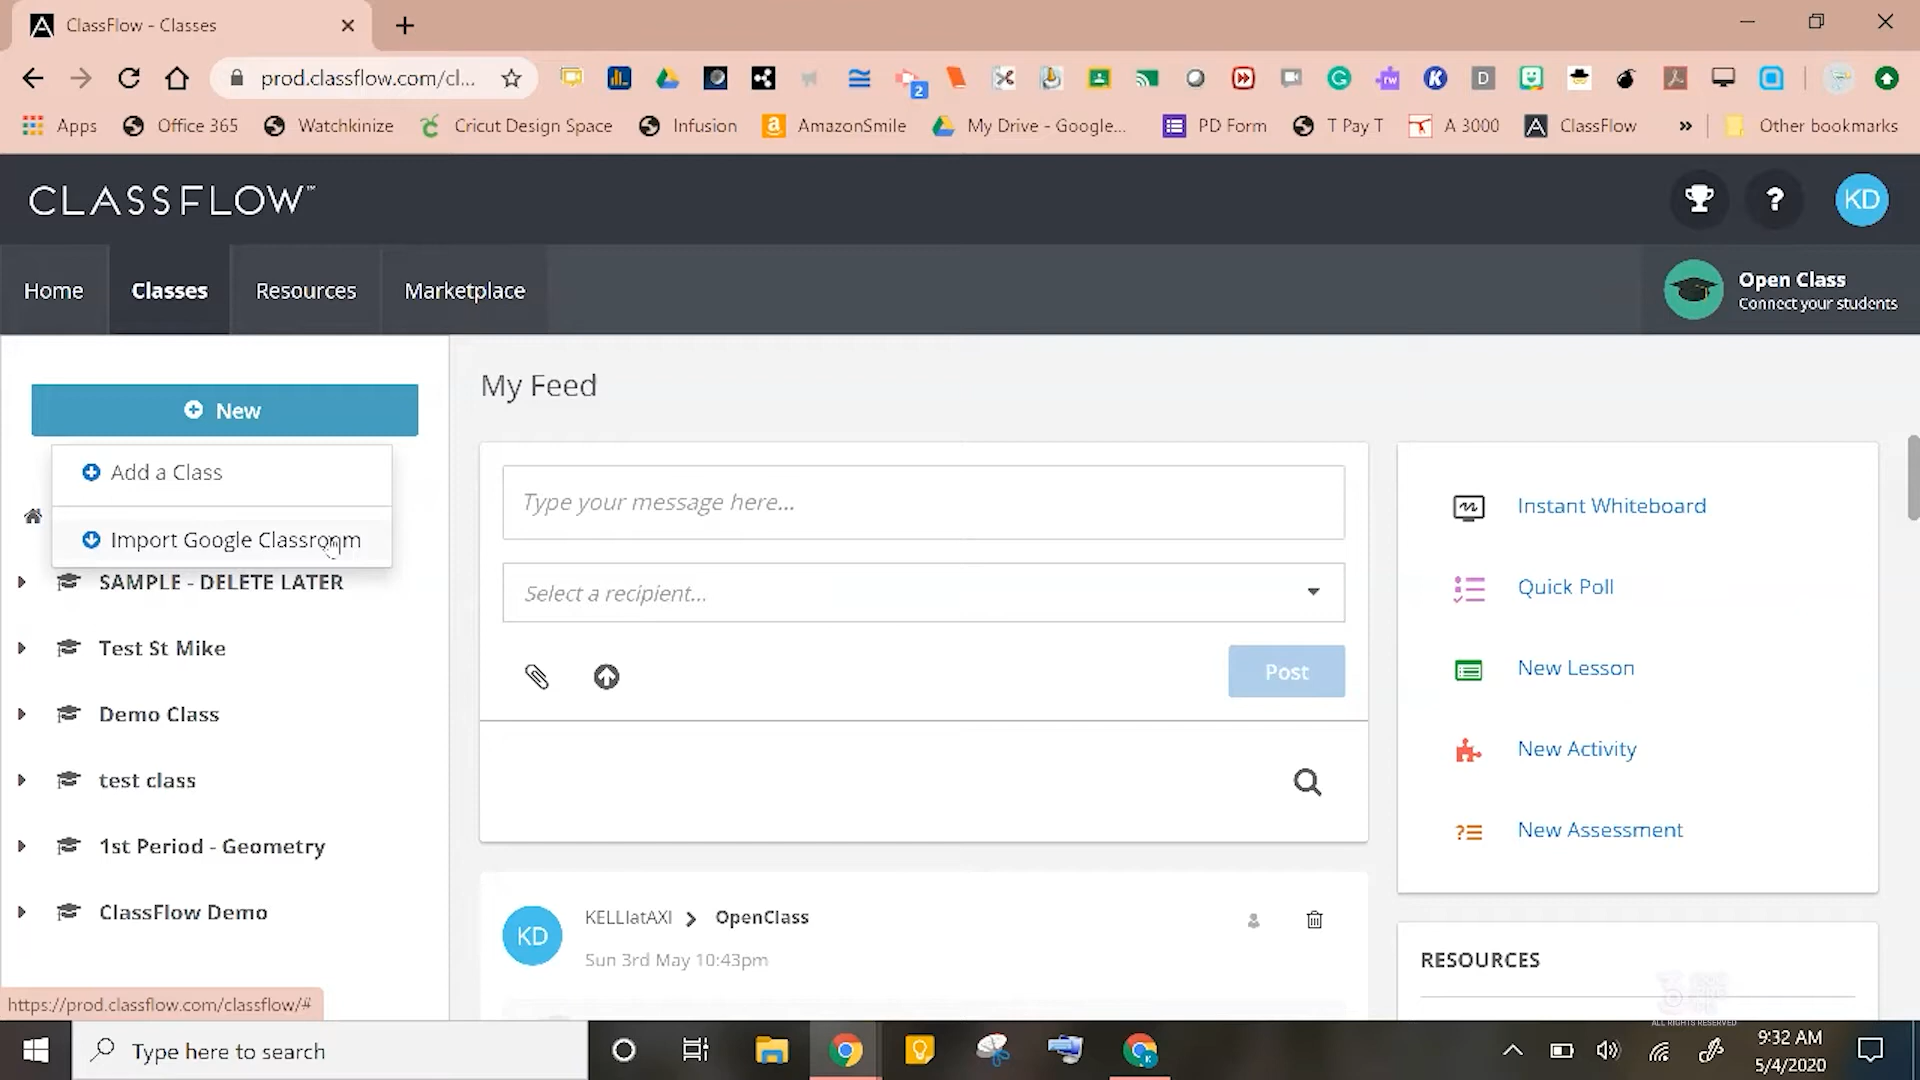 ClassFlow - Classes
prod.classflow.com/cl...
2
Apps
Office 365
Watchkinize
Cricut Design Space
Infusion
AmazonSmile
My Drive - Google...
PD Form
T Pay T
A 3000
ClassFlow
»
Other bookmarks
CLASSFLOW™
?
KD
Home
Classes
Resources
Marketplace
Open Class
Connect your students
New
Add a Class
Import Google Classroom
SAMPLE - DELETE LATER
Test St Mike
Demo Class
test class
1st Period - Geometry
ClassFlow Demo
My Feed
Type your message here...
Select a recipient...
Post
KD
KELLIatAXI > OpenClass
Sun 3rd May 10:43pm
Instant Whiteboard
Quick Poll
New Lesson
New Activity
New Assessment
RESOURCES
ALL RIGHTS RESERVED
https://prod.classflow.com/classflow/#
Type here to search
9:32 AM
5/4/2020